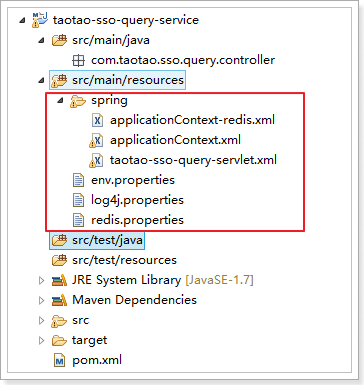 taotao-sso-query-service
src/main/java
com.taotao.sso.query.controller
src/main/resources
spring
applicationContext-redis.xml
applicationContext.xml
taotao-sso-query-servlet.xml
env.properties
log4j.properties
redis.properties
src/test/java
src/test/resources
JRE System Library [JavaSE-1.7]
Maven Dependencies
src
target
pom.xml